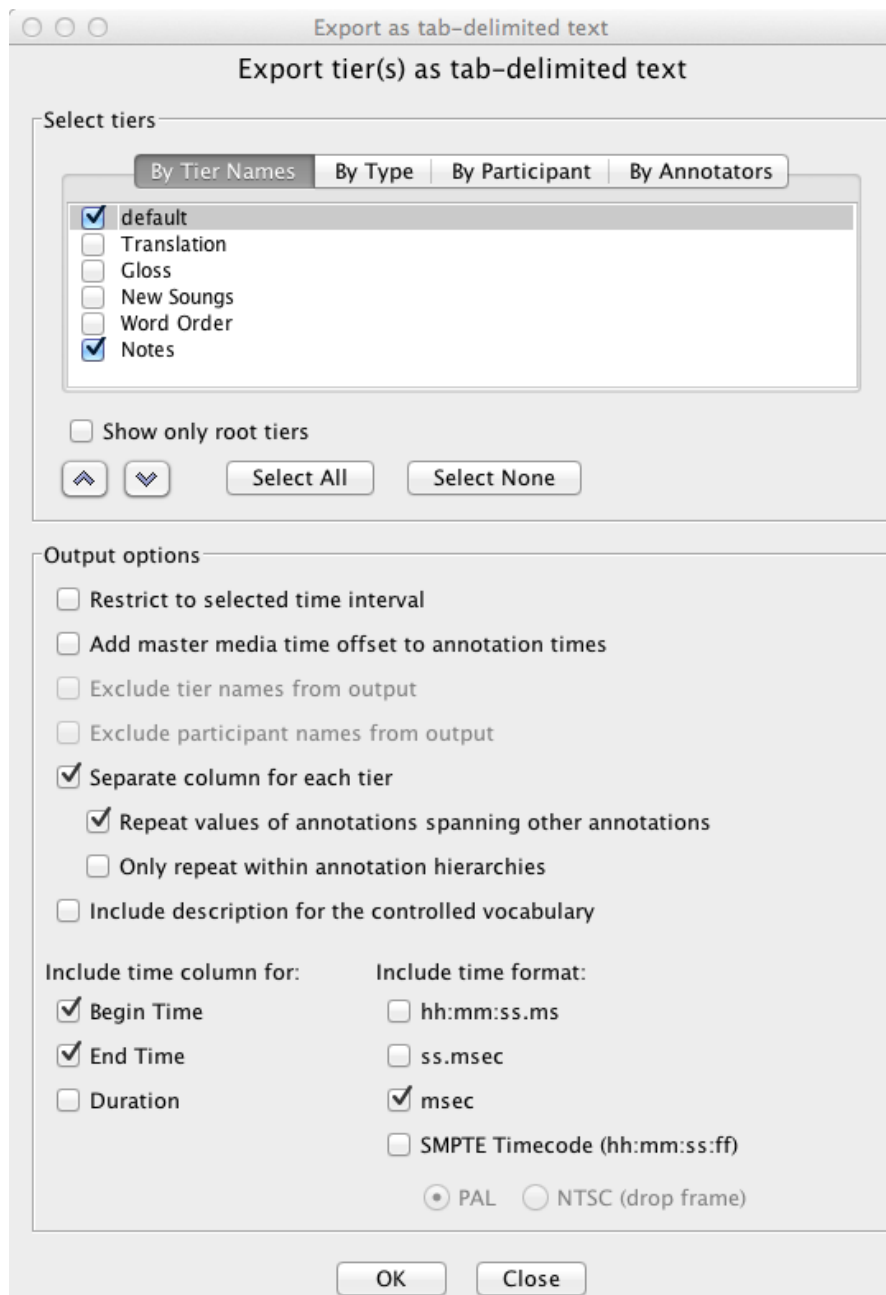 Export as tab-delimited text
Export tier(s) as tab-delimited text
Select tiers
By Tier Names By Type By Participant By Annotators
default
Translation
Gloss
New Soungs
Word Order
Notes
Show only root tiers
Select All Select None
Output options
Restrict to selected time interval
Add master media time offset to annotation times
Exclude tier names from output
Exclude participant names from output
Separate column for each tier
Repeat values of annotations spanning other annotations
Only repeat within annotation hierarchies
Include description for the controlled vocabulary
Include time column for: Include time format:
Begin Time hh:mm:ss.ms
End Time ss.msec
Duration msec
SMPTE Timecode (hh:mm:ss:ff)
PAL NTSC (drop frame)
OK Close